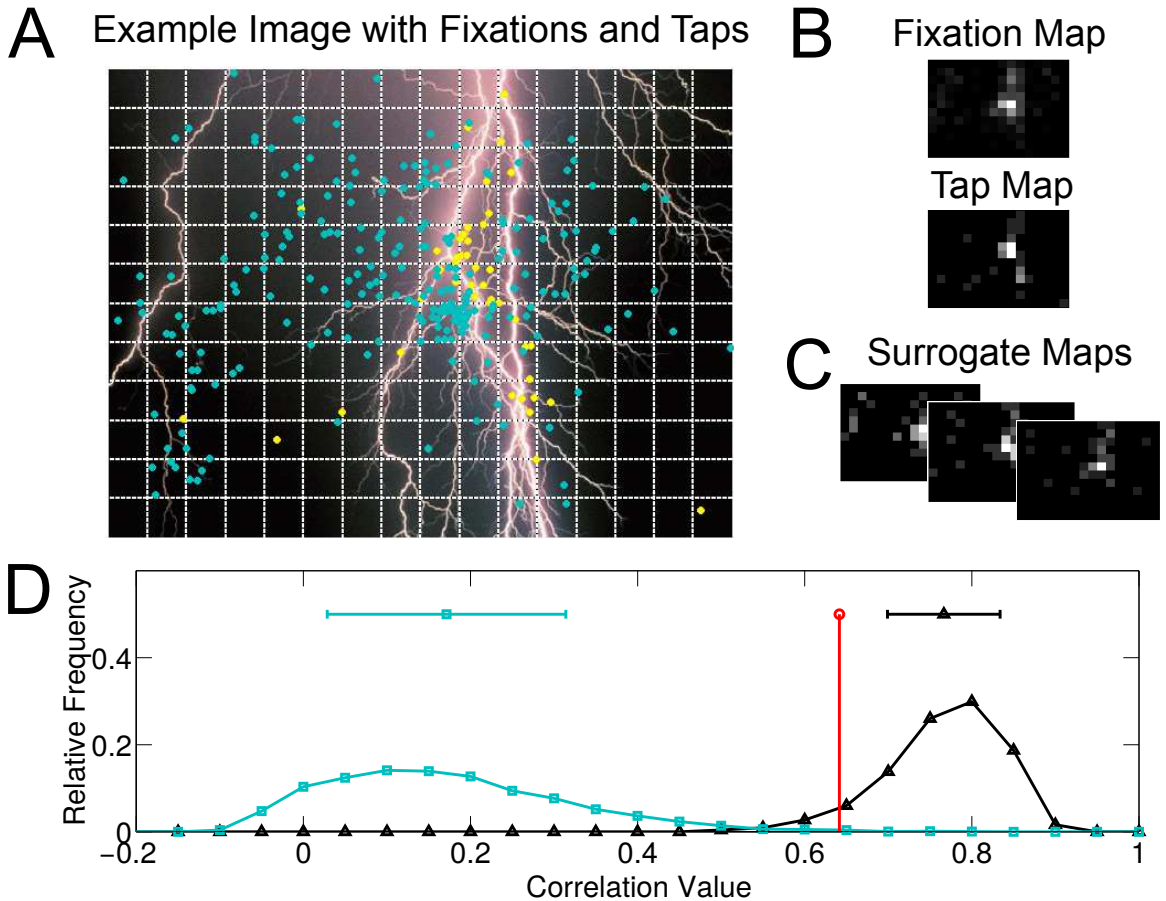 A
Example Image with Fixations and Taps
B
Fixation Map
Tap Map
C
Surrogate Maps
D
Relative Frequency
0.4
0.2
0
−0.2
0
0.2
0.4
0.6
0.8
1
Correlation Value